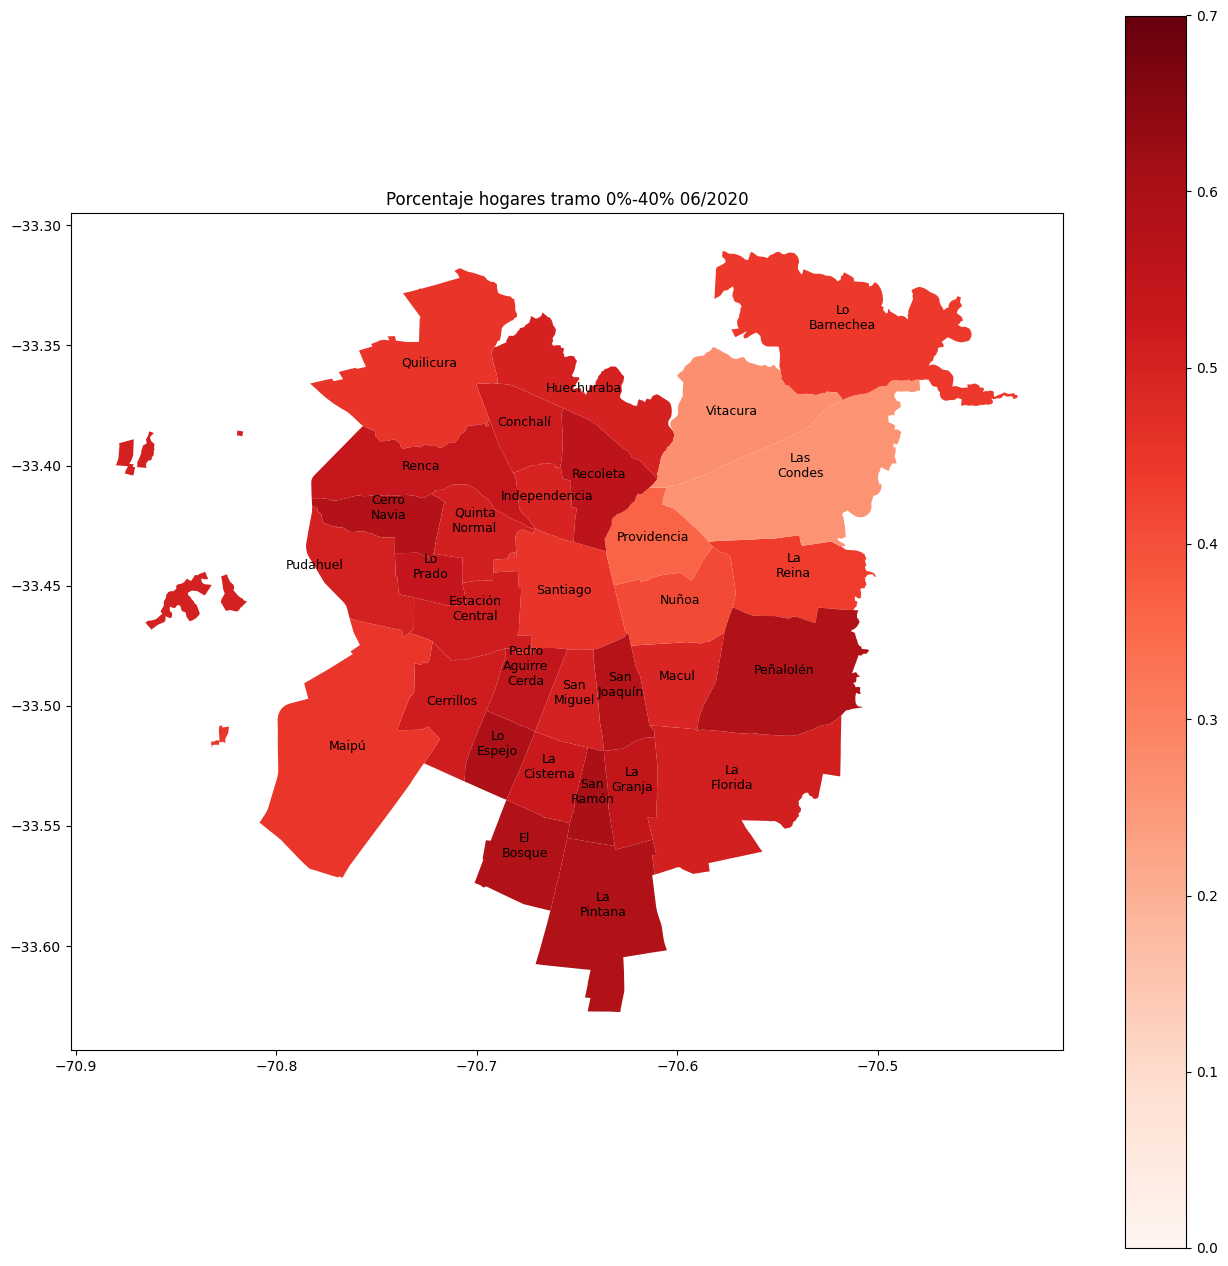 Porcentaje hogares tramo 0%-40% 06/2020
0.7
0.6
0.5
0.4
0.3
0.2
0.1
0.0
−33.30
−33.35
−33.40
−33.45
−33.50
−33.55
−33.60
−70.9
−70.8
−70.7
−70.6
−70.5
Lo
Barnechea
Quilicura
Huechuraba
Vitacura
Conchalí
Las
Condes
Renca
Recoleta
Independencia
Cerro
Navia
Quinta
Normal
Providencia
Pudahuel
Lo
Prado
La
Reina
Santiago
Nuñoa
Estación
Central
Pedro
Aguirre
Cerda
Peñalolén
Macul
San
Joaquín
San
Miguel
Cerrillos
Lo
Espejo
Maipú
La
Cisterna
La
Granja
La
Florida
San
Ramón
El
Bosque
La
Pintana